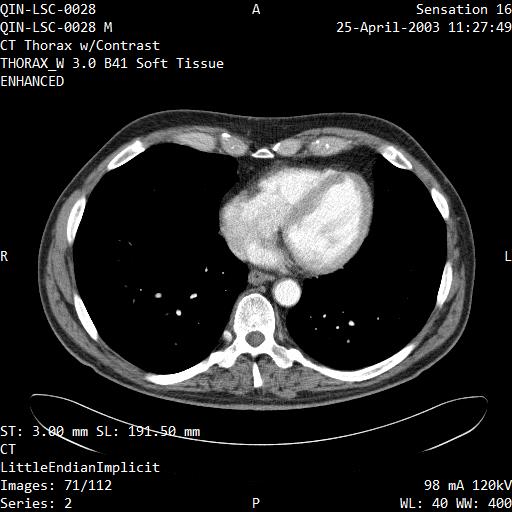 QIN-LSC-0028
A
Sensation 16
QIN-LSC-0028 M
25-April-2003 11:27:49
CT Thorax w/Contrast
THORAX_W 3.0 B41 Soft Tissue
ENHANCED
R
L
ST: 3.00 mm SL: 191.50 mm
CT
LittleEndianImplicit
Images: 71/112
98 mA 120kV
Series: 2
P
WL: 40 WW: 400